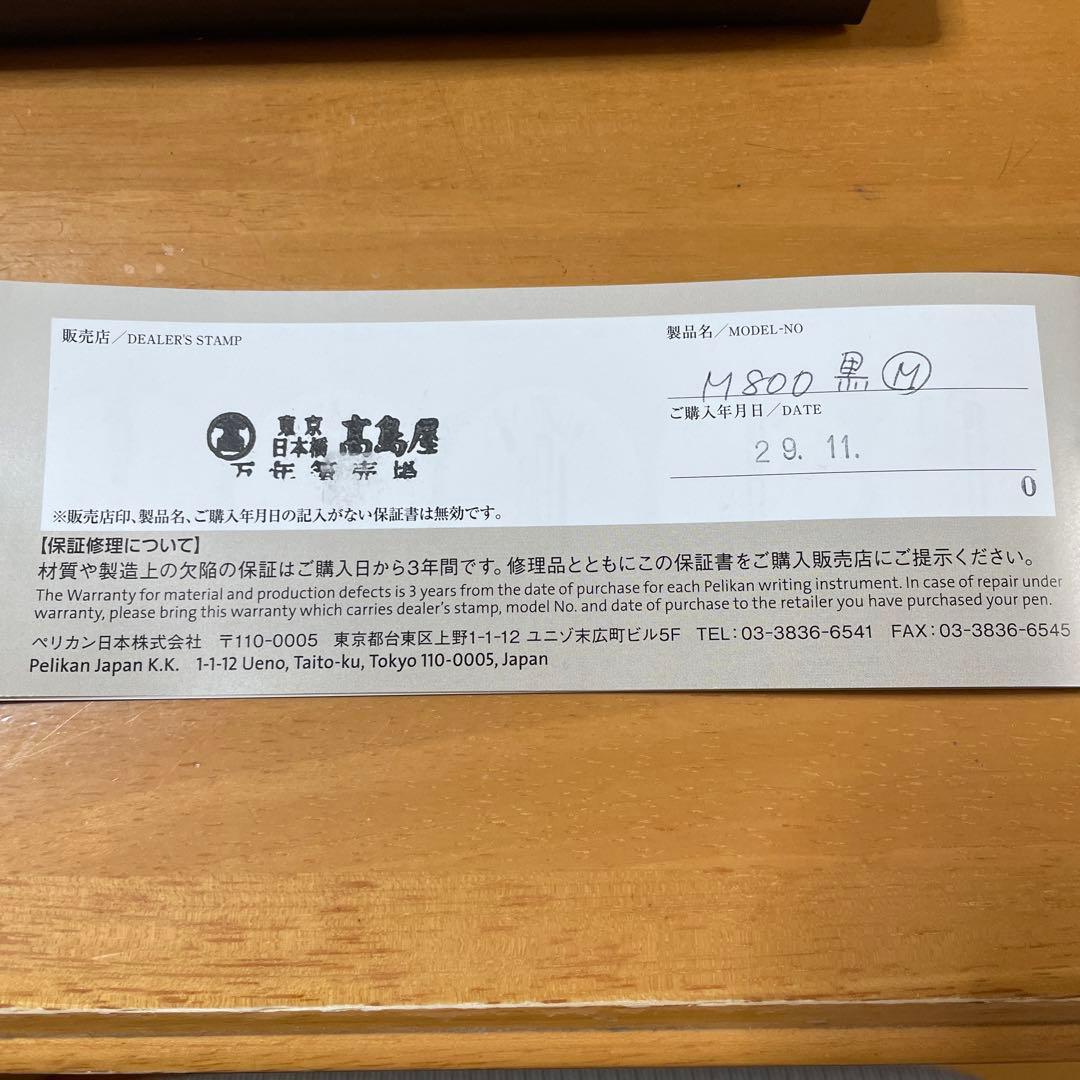 販売店/DEALER'S STAMP
東京
日本橋 高島屋
万年筆売場
製品名/MODEL-NO
M800 黒 M
ご購入年月日/DATE
29. 11.
0
※販売店印、製品名、ご購入年月日の記入がない保証書は無効です。
【保証修理について】
材質や製造上の欠陥の保証はご購入日から3年間です。修理品とともにこの保証書をご購入販売店にご提示ください。
The Warranty for material and production defects is 3 years from the date of purchase for each Pelikan writing instrument. In case of repair under
warranty, please bring this warranty which carries dealer's stamp, model No. and date of purchase to the retailer you have purchased your pen.
ペリカン日本株式会社 〒110-0005 東京都台東区上野1-1-12 ユニゾ末広町ビル5F TEL:03-3836-6541 FAX:03-3836-6545
Pelikan Japan K.K. 1-1-12 Ueno, Taito-ku, Tokyo 110-0005, Japan